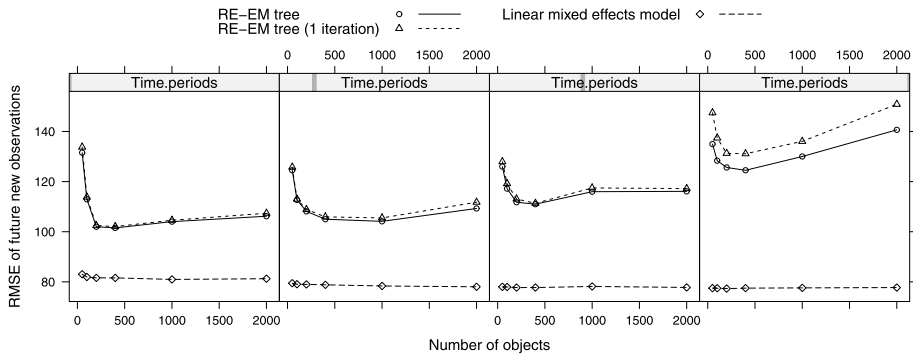 RE−EM tree
Linear mixed effects model
RE−EM tree (1 iteration)
0 500 1000 1500 2000
0 500 1000 1500 2000
Time.periods
Time.periods
Time.periods
Time.periods
RMSE of future new observations
140
120
100
80
0 500 1000 1500 2000
0 500 1000 1500 2000
Number of objects